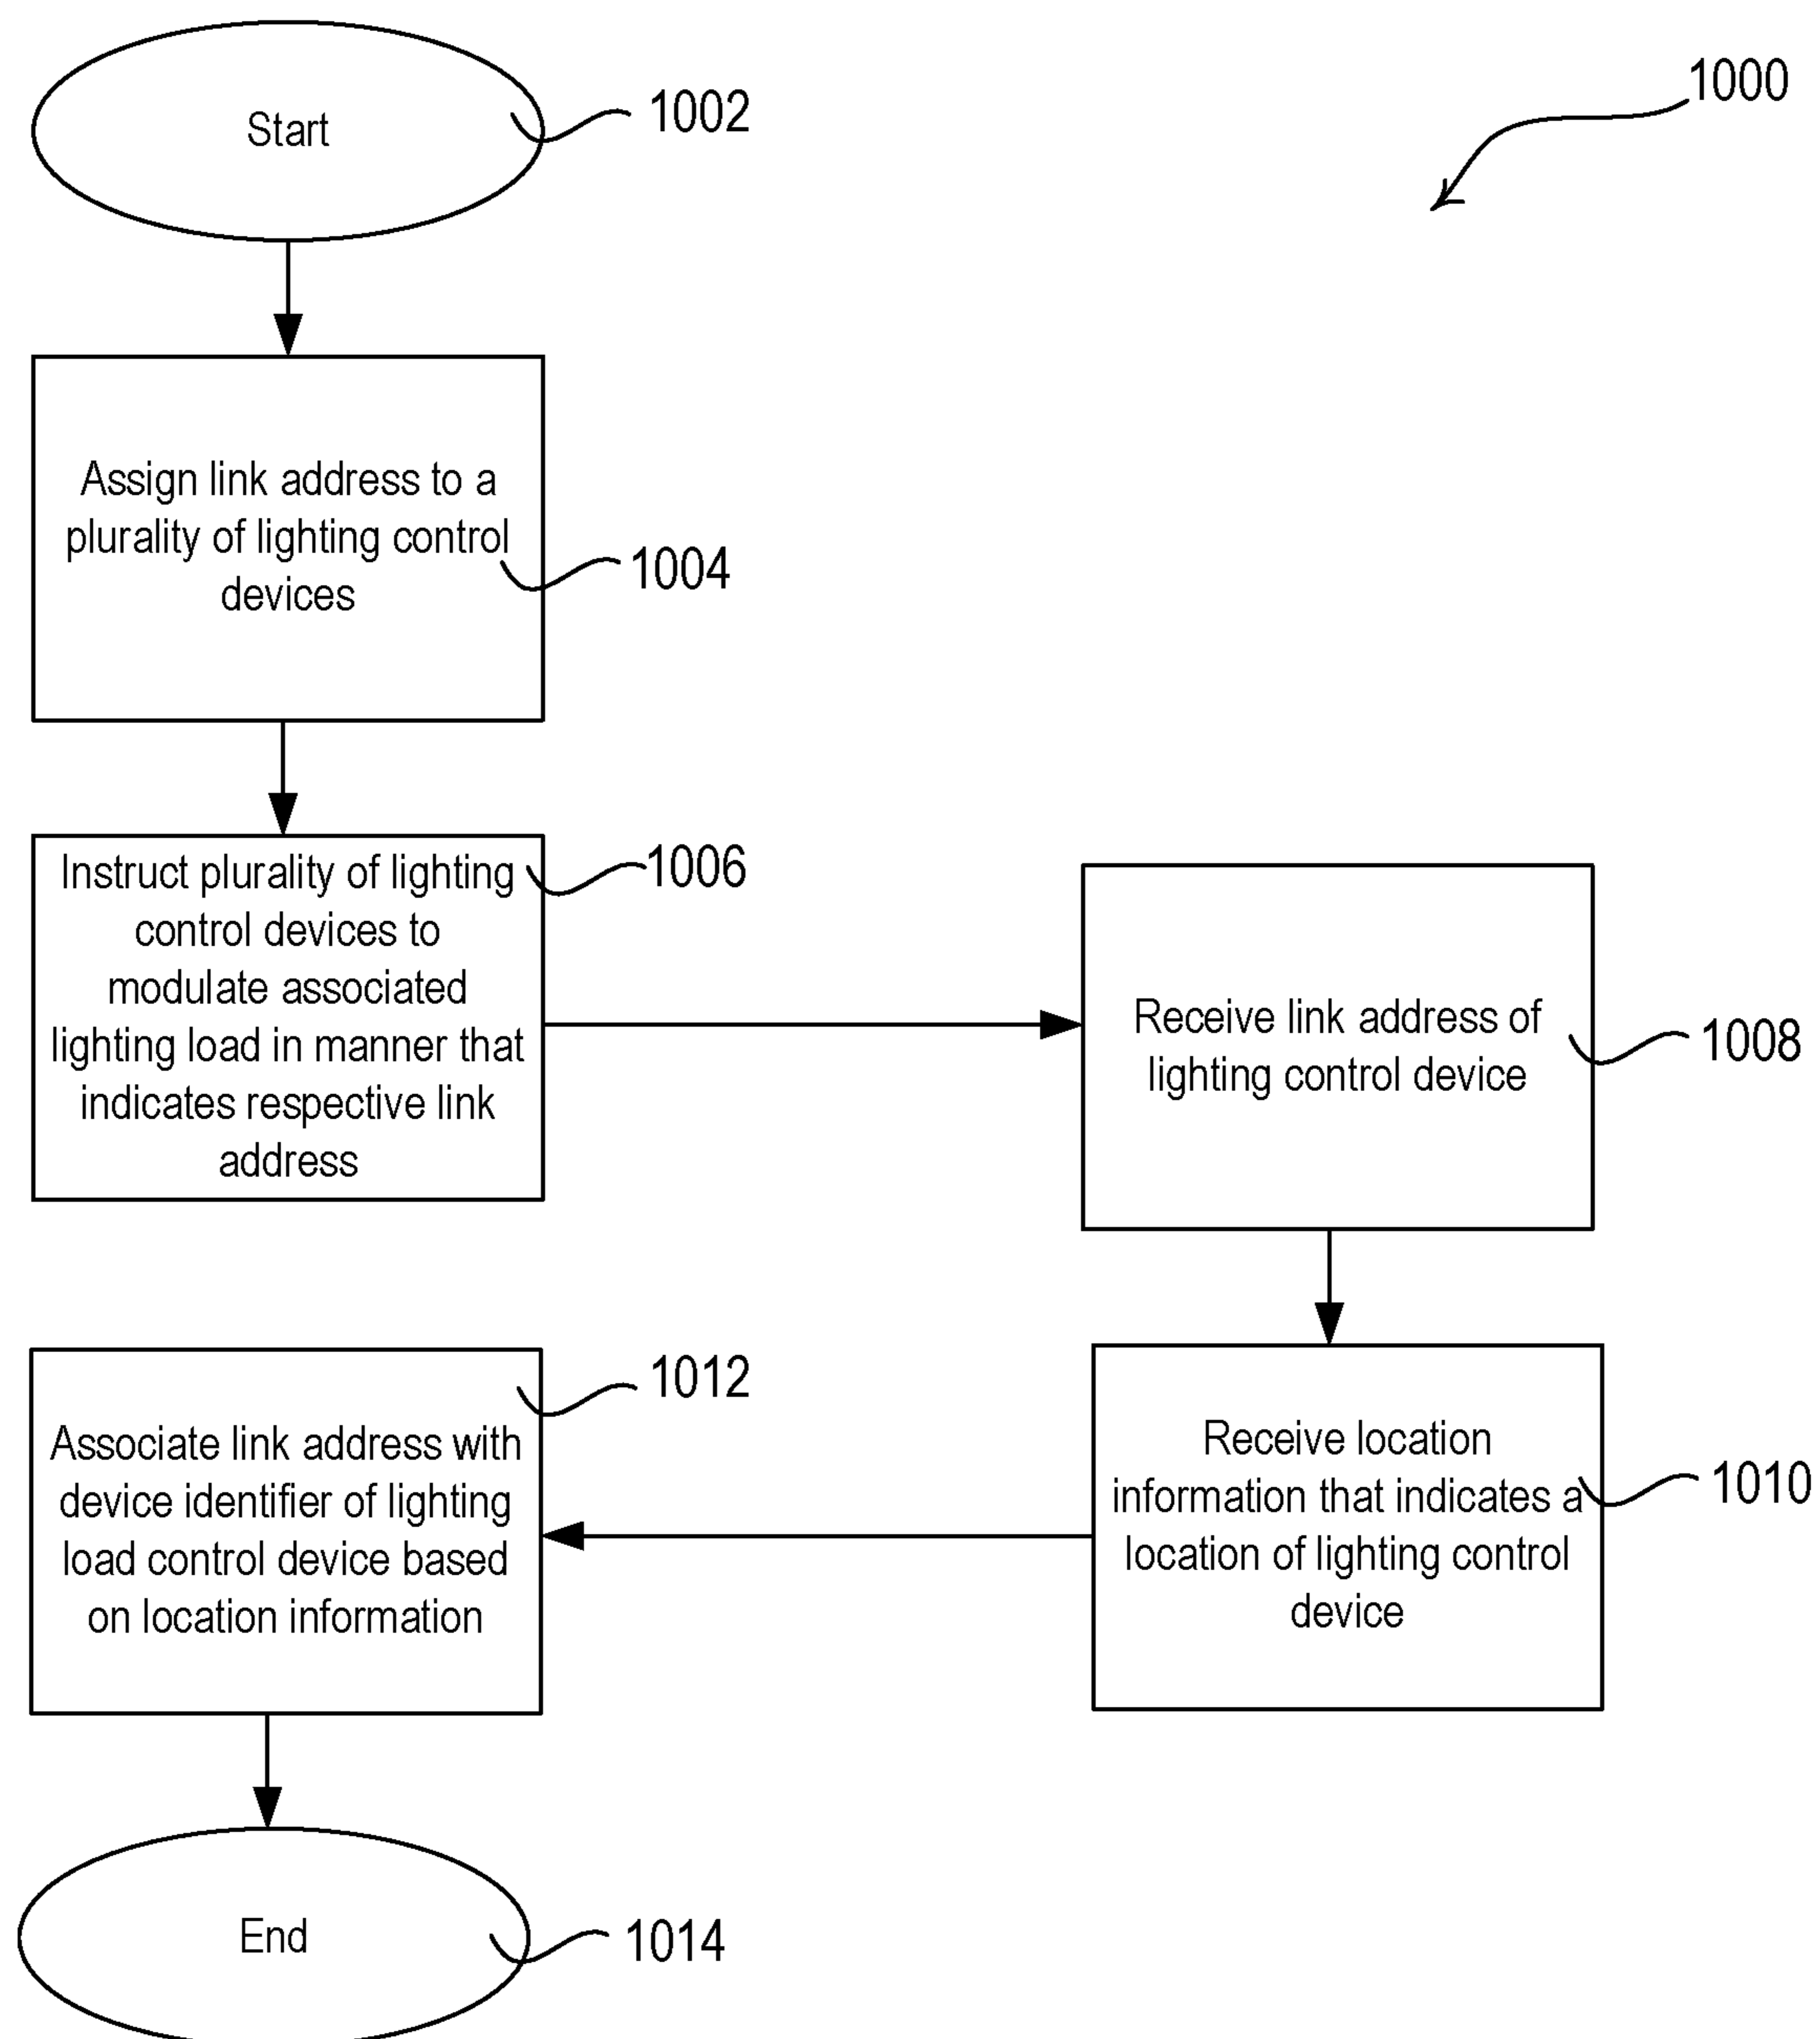 1000
Start
1002
Assign link address to a
plurality of lighting control
devices
1004
Instruct plurality of lighting
control devices to
modulate associated
lighting load in manner that
indicates respective link
address
1006
Receive link address of
lighting control device
1008
Receive location
information that indicates a
location of lighting control
device
1010
Associate link address with
device identifier of lighting
load control device based
on location information
1012
End
1014